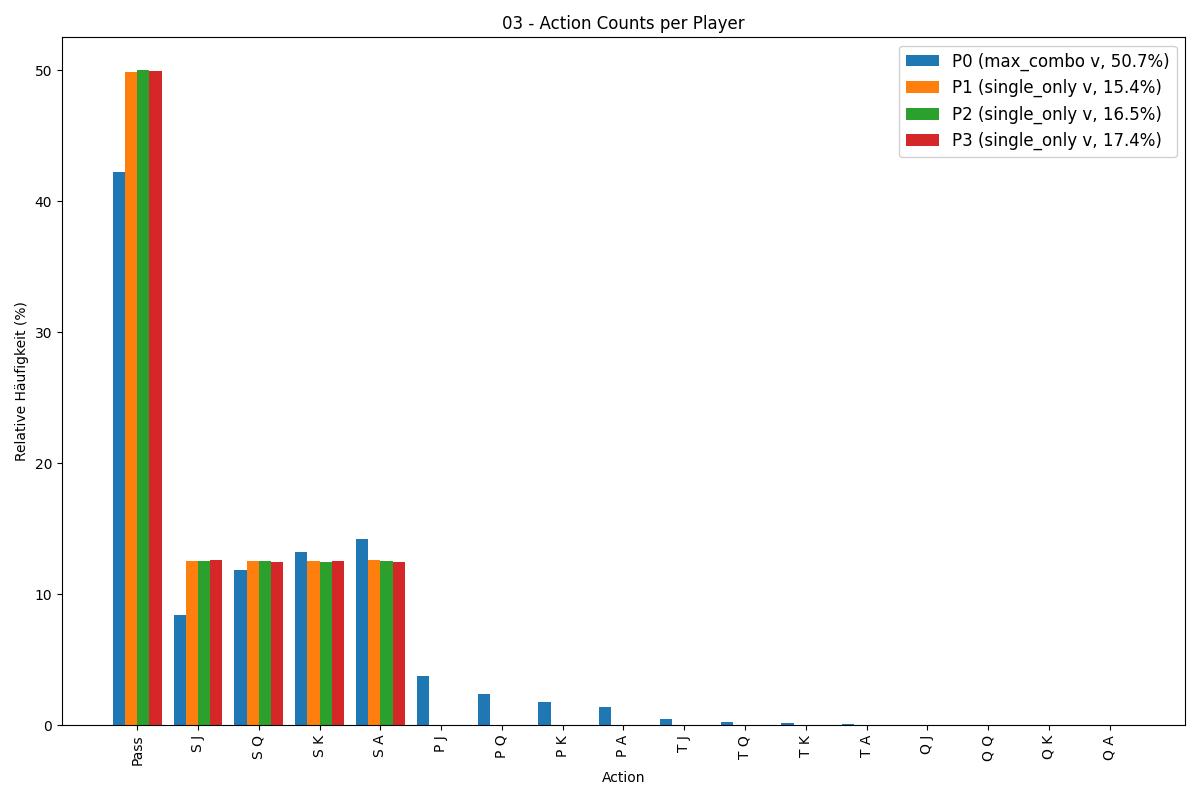 03 - Action Counts per Player
P0 (max_combo v, 50.7%)
P1 (single_only v, 15.4%)
P2 (single_only v, 16.5%)
P3 (single_only v, 17.4%)
Relative Häufigkeit (%)
50
40
30
20
10
0
Pass
S J
S Q
S K
S A
P J
P Q
P K
P A
T J
T Q
T K
T A
Q J
Q Q
Q K
Q A
Action